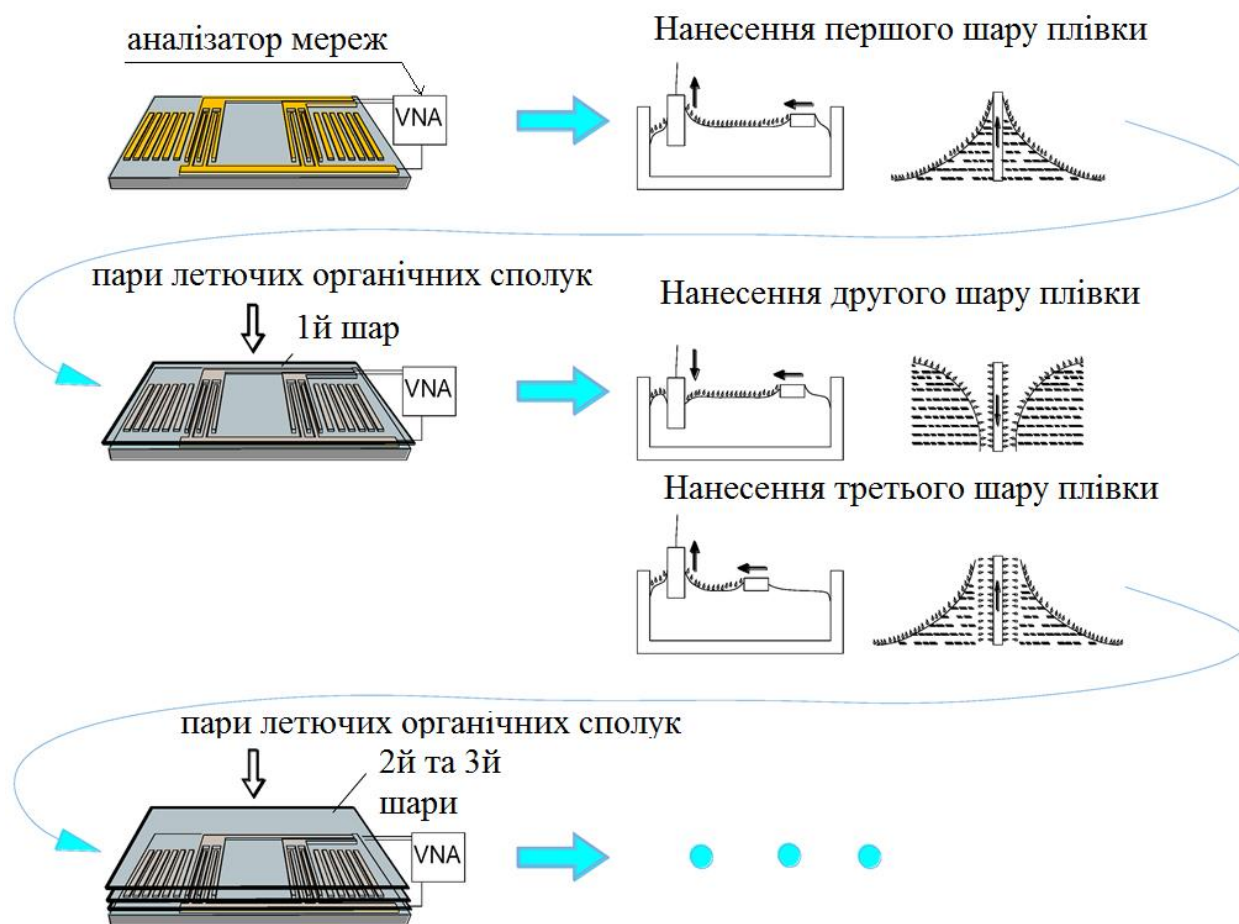 аналізатор мереж
VNA
Нанесення першого шару плівки
пари летючих органічних сполук
1й шар
VNA
Нанесення другого шару плівки
Нанесення третього шару плівки
пари летючих органічних сполук
2й та 3й
шари
VNA